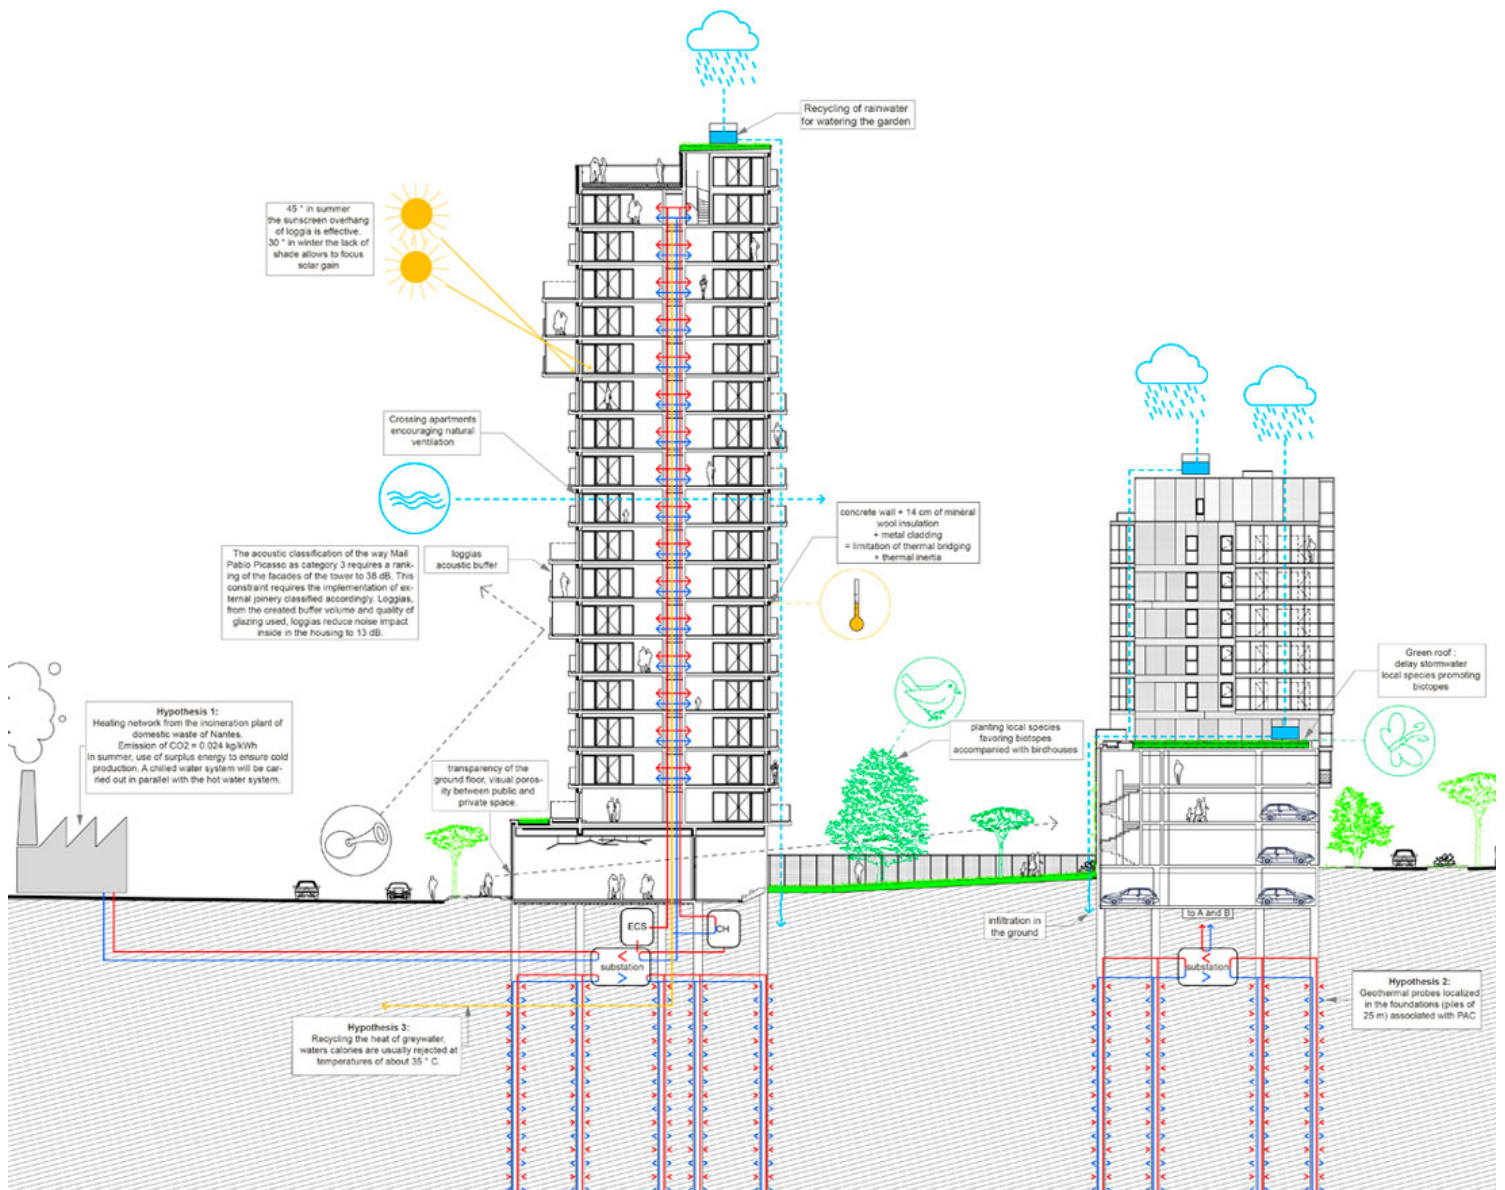 Recycling of rainwater
for watering the garden
45 ° in summer
the sunscreen overhang
of loggia is effective.
30 ° in winter the lack of
shade allows to focus
solar gain
Crossing apartments
encouraging natural
ventilation
concrete wall + 14 cm of minéral
wool insulation
+ metal cladding
= limitation of thermal bridging
+ thermal inertia
The acoustic classification of the way Mail
Pablo Picasso as category 3 requires a rank-
ing of the facades of the tower to 38 dB. This
constraint requires the implementation of ex-
ternal joinery classified accordingly. Loggias,
from the created buffer volume and quality of
glazing used, loggias reduce noise impact
inside in the housing to 13 dB.
loggias
acoustic buffer
Green roof :
delay stormwater
local species promoting
biotopes
Hypothesis 1:
Heating network from the incineration plant of
domestic waste of Nantes.
Emission of CO2 = 0.024 kg/kWh
In summer, use of surplus energy to ensure cold
production. A chilled water system will be car-
ried out in parallel with the hot water system.
planting local species
favoring biotopes
accompanied with birdhouses
transparency of the
ground floor, visual poros-
ity between public and
private space.
infiltration in
the ground
to A and B
ECS
CH
substation
substation
Hypothesis 2:
Geothermal probes localized
in the foundations (piles of
25 m) associated with PAC
Hypothesis 3:
Recycling the heat of greywater,
waters calories are usually rejected at
temperatures of about 35 ° C.